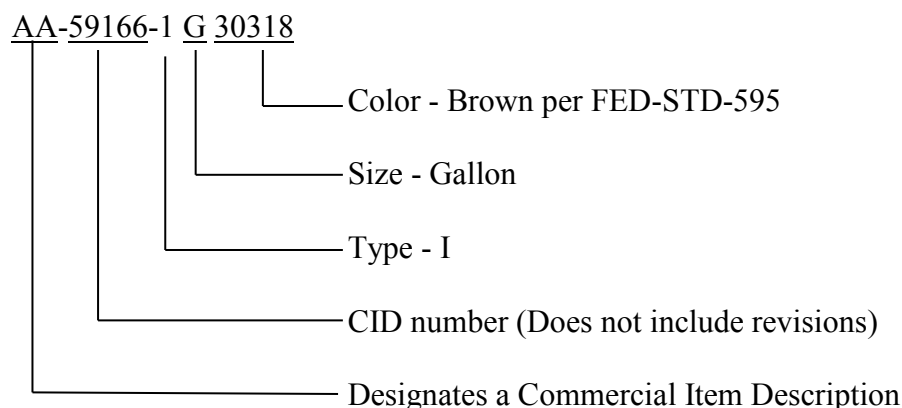 AA-59166-1 G 30318
Color - Brown per FED-STD-595
Size - Gallon
Type - I
CID number (Does not include revisions)
Designates a Commercial Item Description